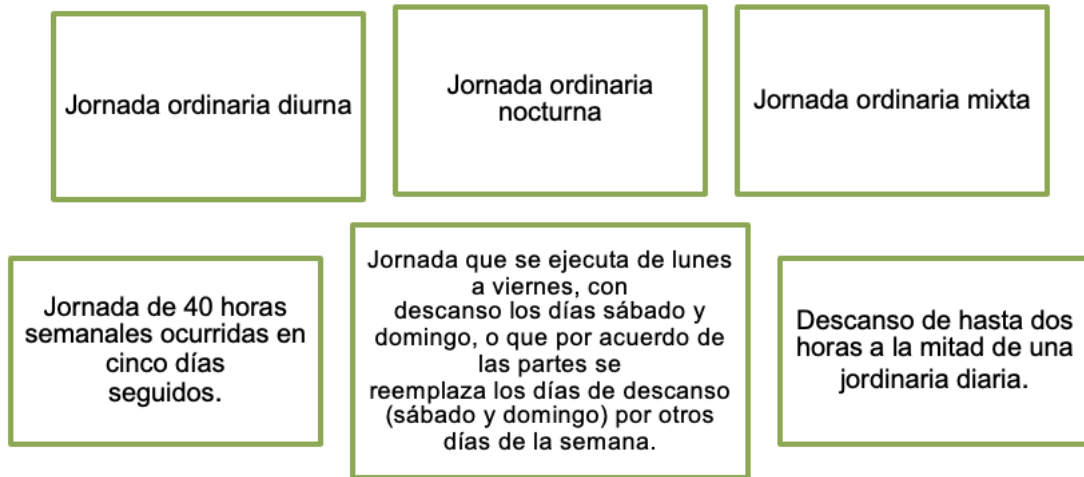 Jornada ordinaria diurna
Jornada ordinaria
nocturna
Jornada ordinaria mixta
Jornada de 40 horas
semanales ocurridas en
cinco días
seguidos.
Jornada que se ejecuta de lunes
a viernes, con
descanso los días sábado y
domingo, o que por acuerdo de
las partes se
reemplaza los días de descanso
(sábado y domingo) por otros
días de la semana.
Descanso de hasta dos
horas a la mitad de una
jordinaria diaria.